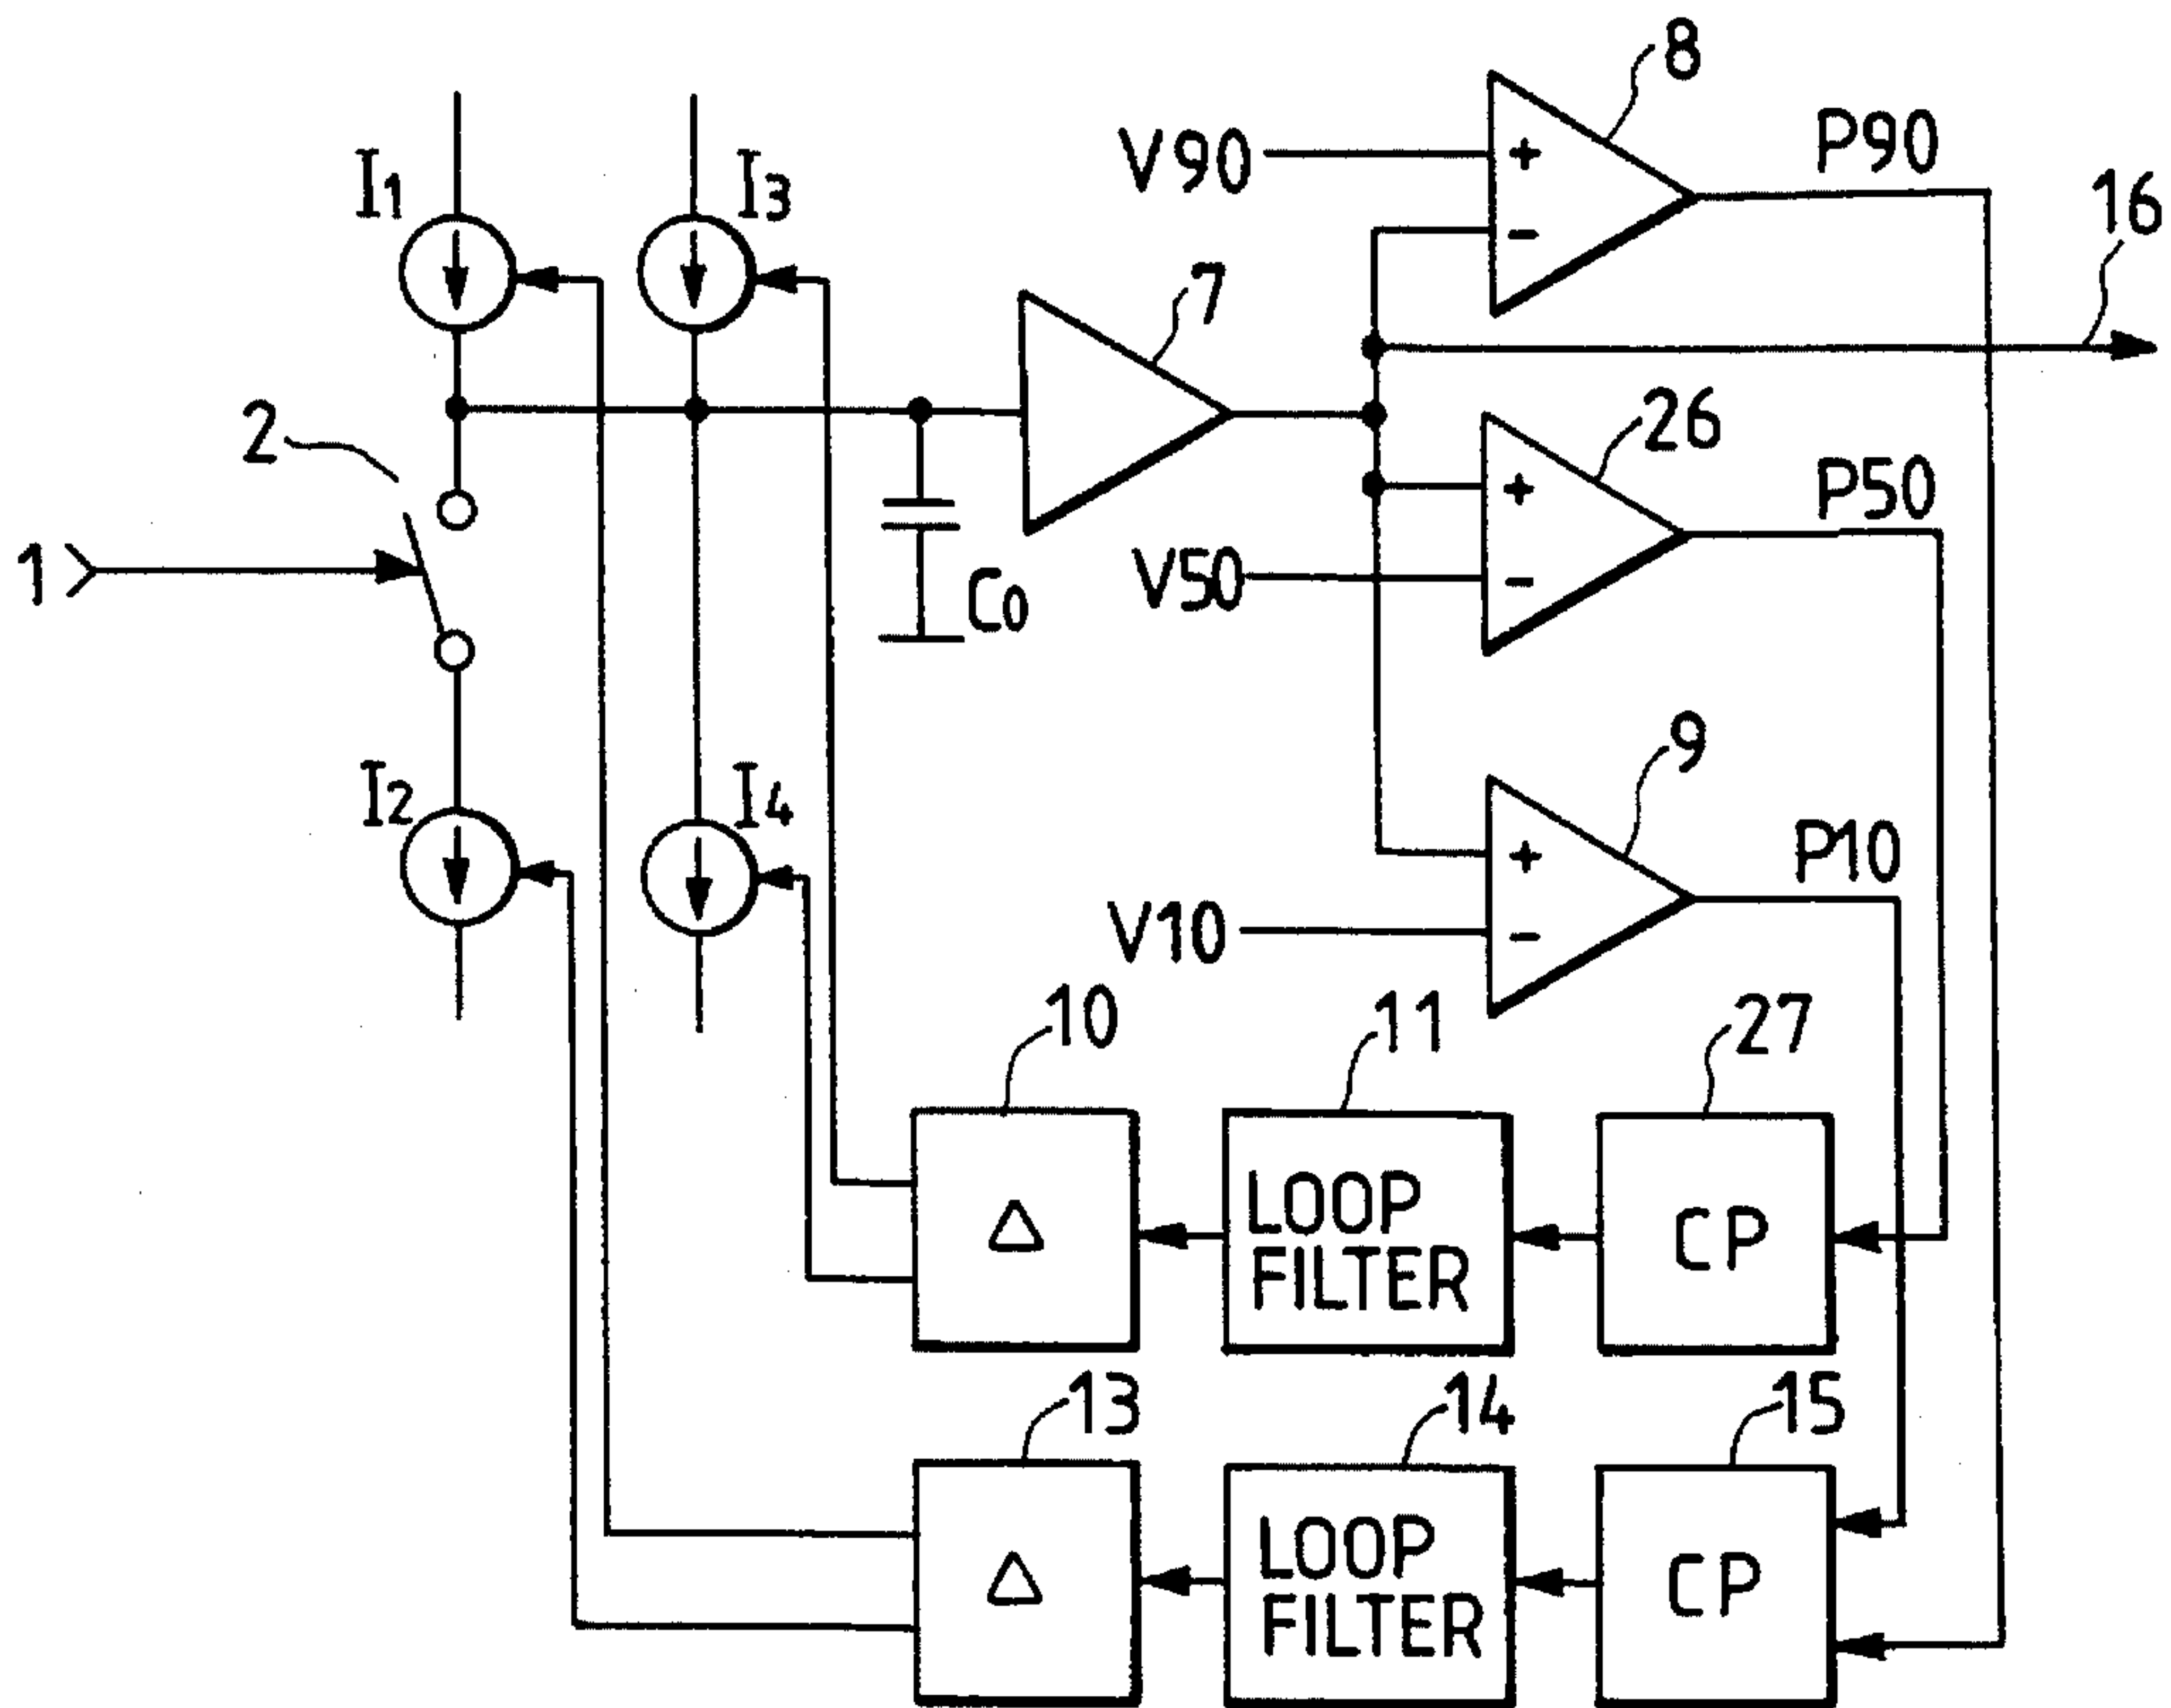 8
V90
+
-
P90
16
I1
I3
7
2
26
+
-
P50
1
V50
C0
9
I2
I4
+
-
P10
V10
10
11
27
Δ
LOOP
FILTER
CP
13
14
15
Δ
LOOP
FILTER
CP